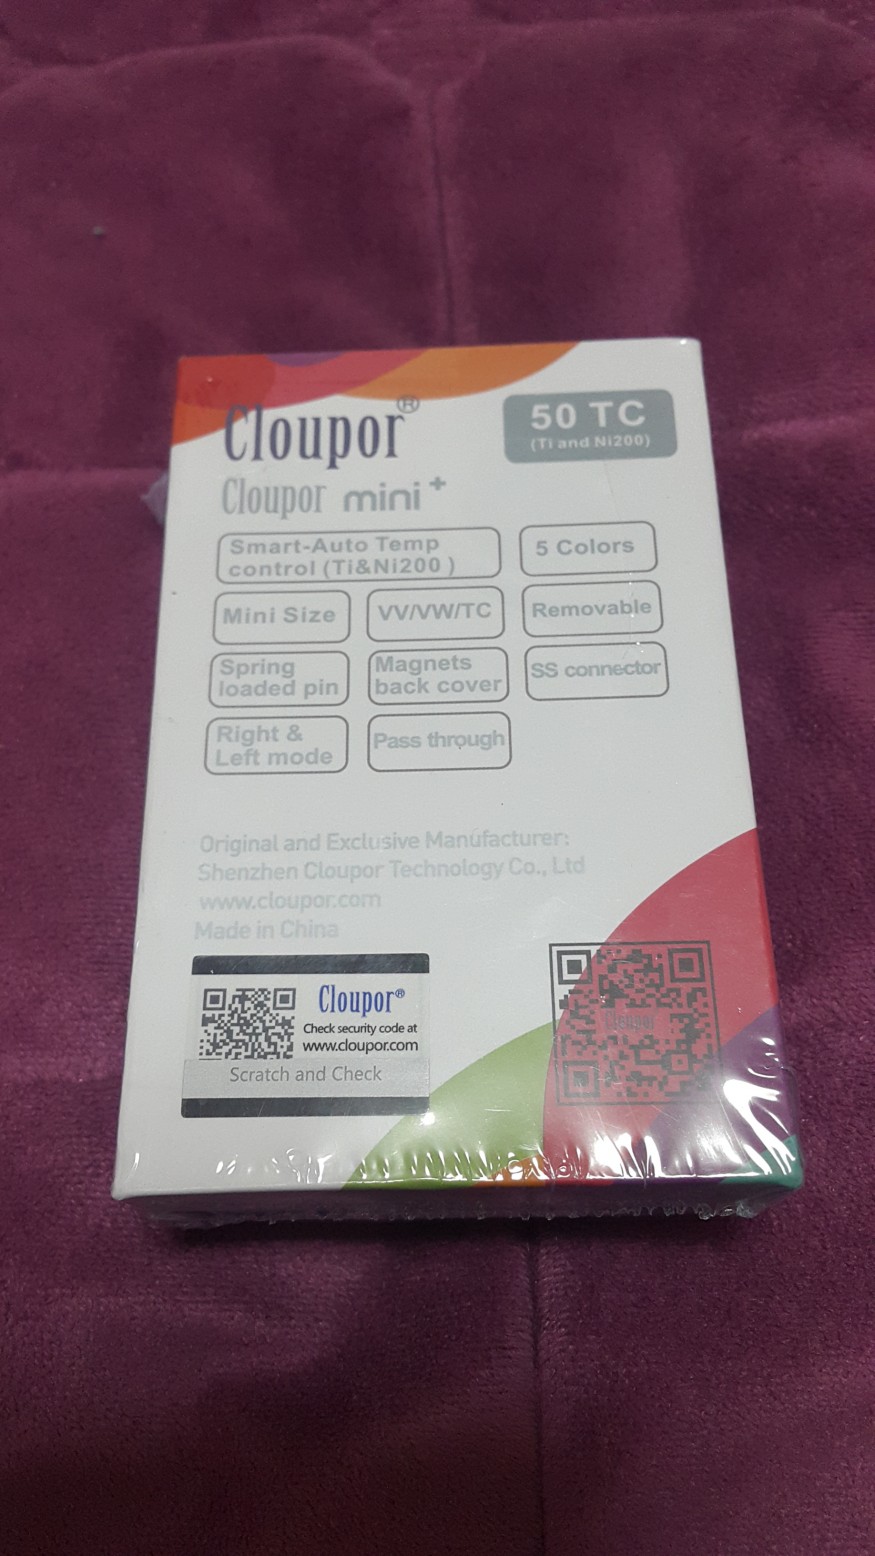 Cloupor®
50 TC
(Ti and Ni200)
Cloupor mini+
Smart-Auto Temp
control (Ti&Ni200 )
5 Colors
Mini Size
VV/VW/TC
Removable
Spring
loaded pin
Magnets
back cover
SS connector
Right &
Left mode
Pass through
Original and Exclusive Manufacturer:
Shenzhen Cloupor Technology Co., Ltd
www.cloupor.com
Made in China
Cloupor®
Check security code at
www.cloupor.com
Scratch and Check
Cloupor